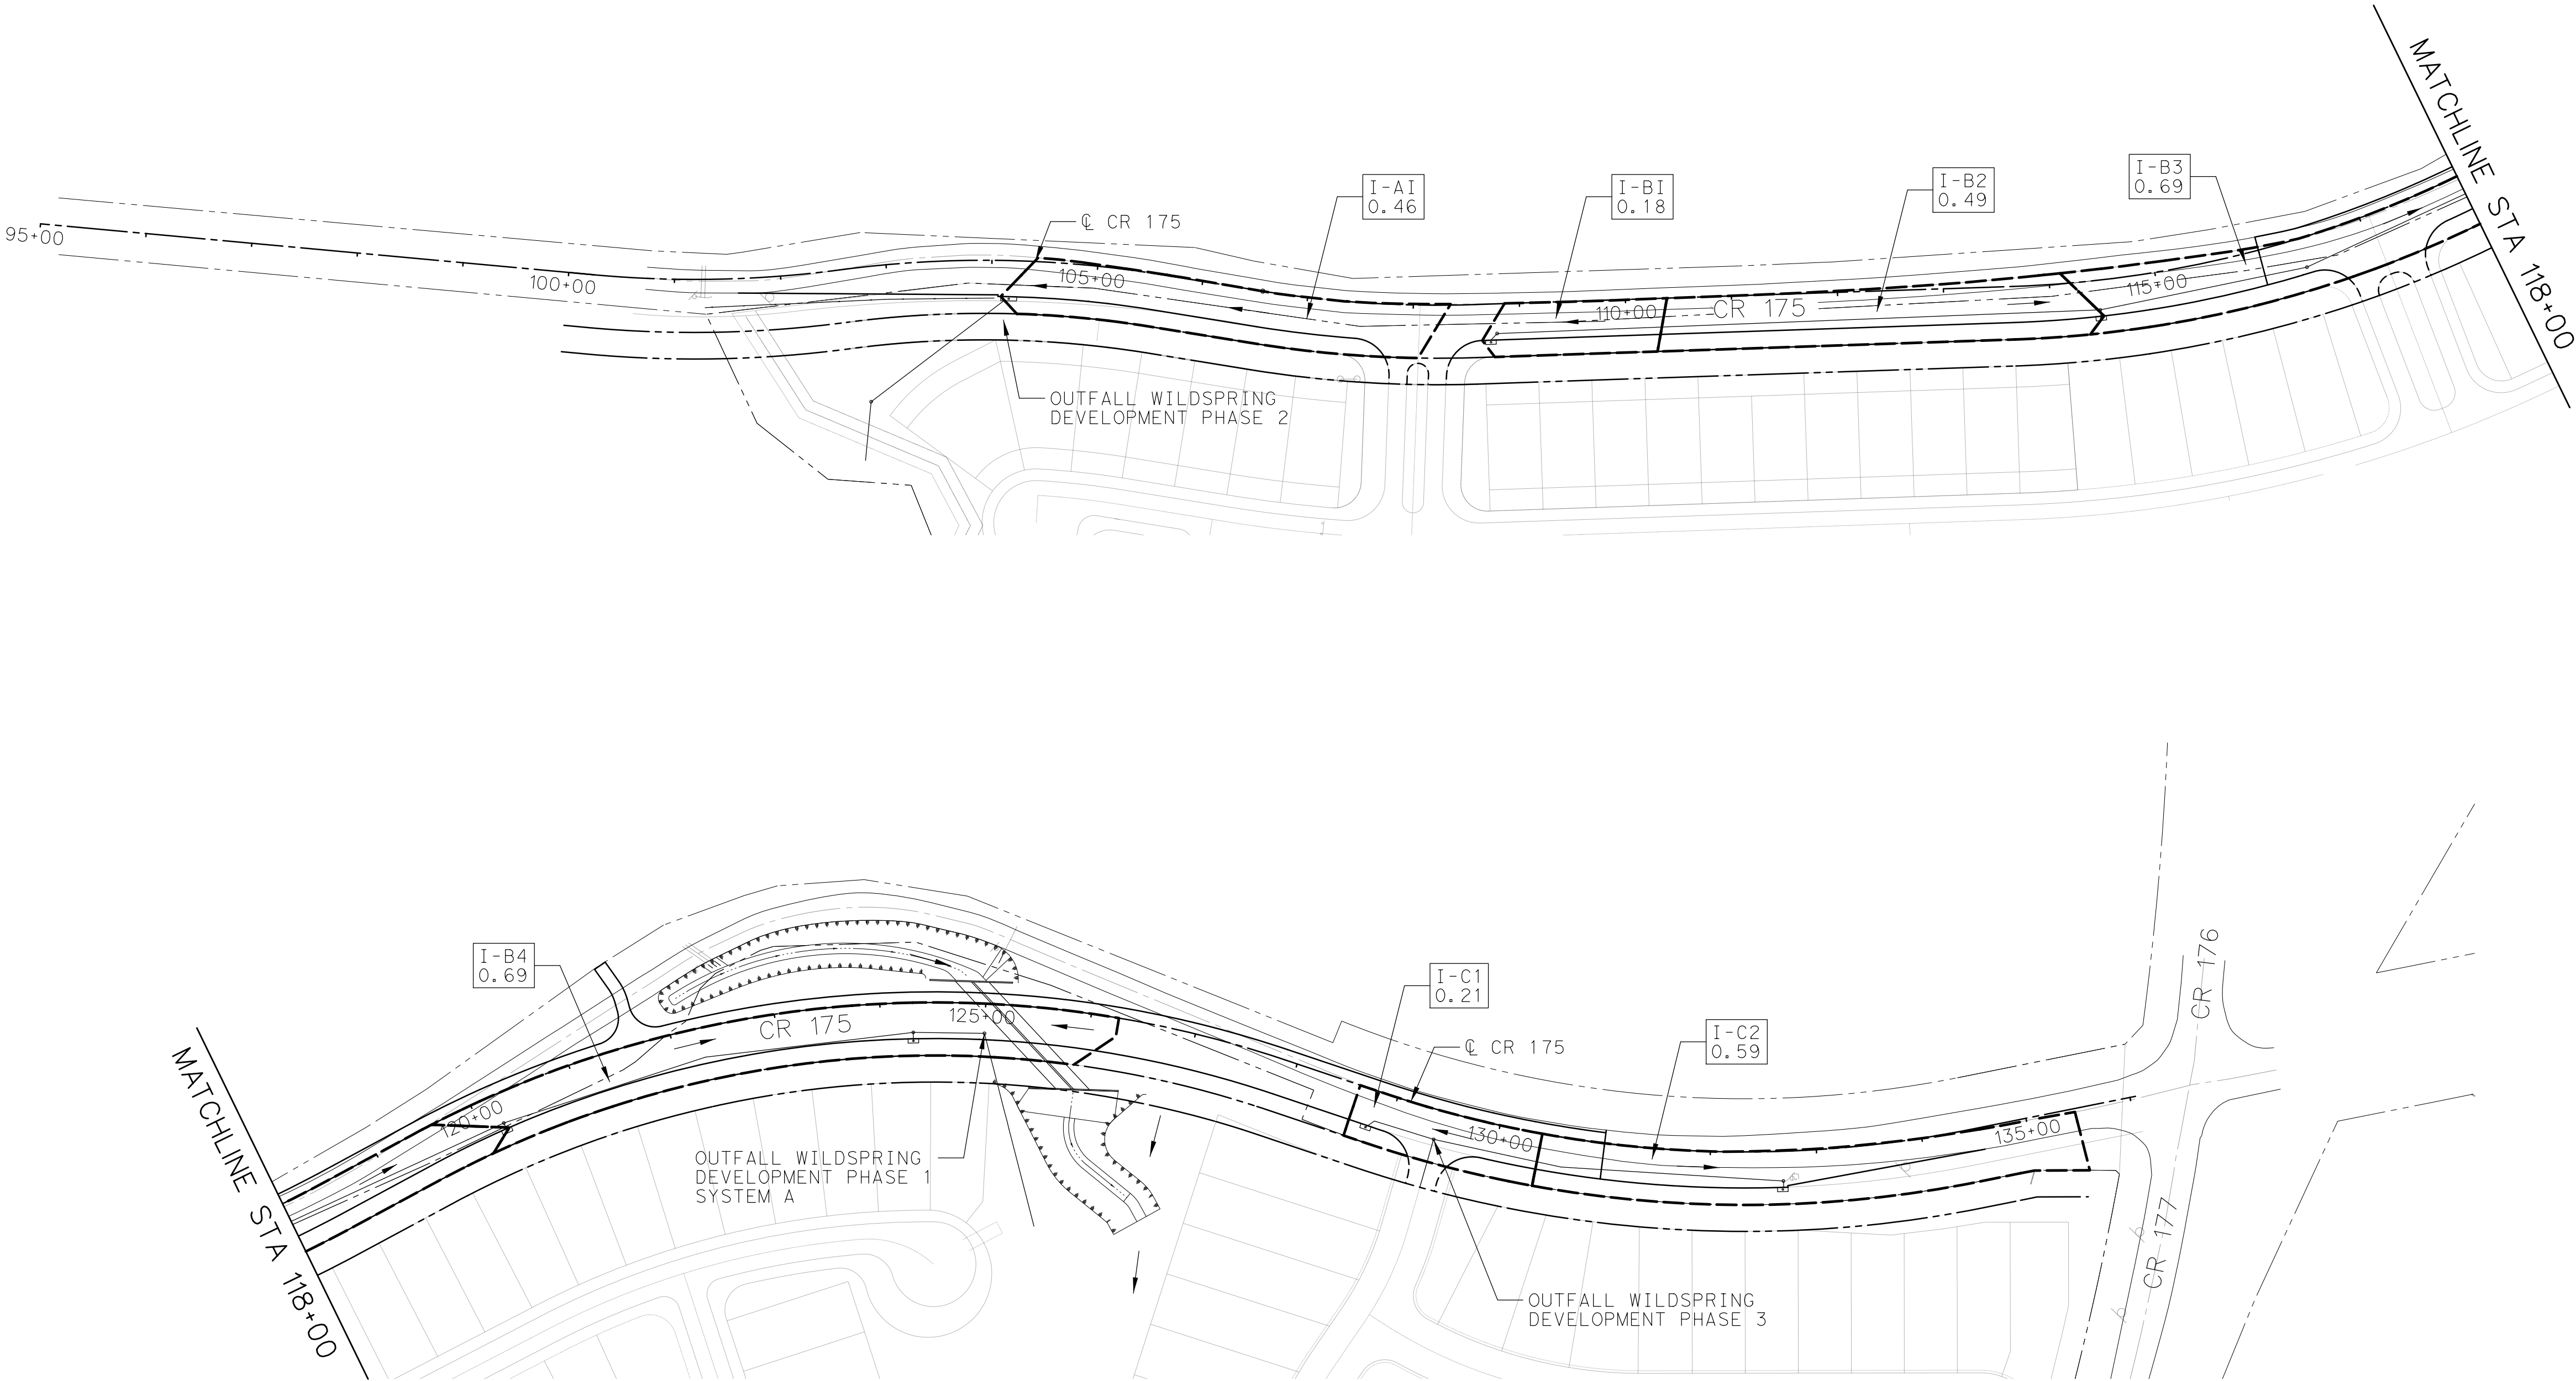 MATCHLINE STA 118+00
I-B3
0.69
I-AI
0.46
I-BI
0.18
I-B2
0.49
℄ CR 175
95+00
100+00
105+00
110+00
CR 175
115+00
OUTFALL WILDSPRING
DEVELOPMENT PHASE 2
I-B4
0.69
I-C1
0.21
CR 176
CR 175
125+00
I-C2
0.59
℄ CR 175
MATCHLINE STA 118+00
120+00
130+00
135+00
OUTFALL WILDSPRING
DEVELOPMENT PHASE 1
SYSTEM A
CR 177
OUTFALL WILDSPRING
DEVELOPMENT PHASE 3